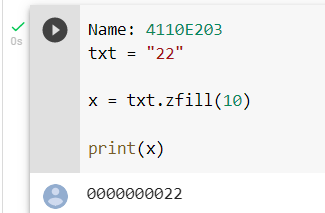 Name: 4110E203
txt = "22"
x = txt.zfill(10)
print(x)
0s
0000000022